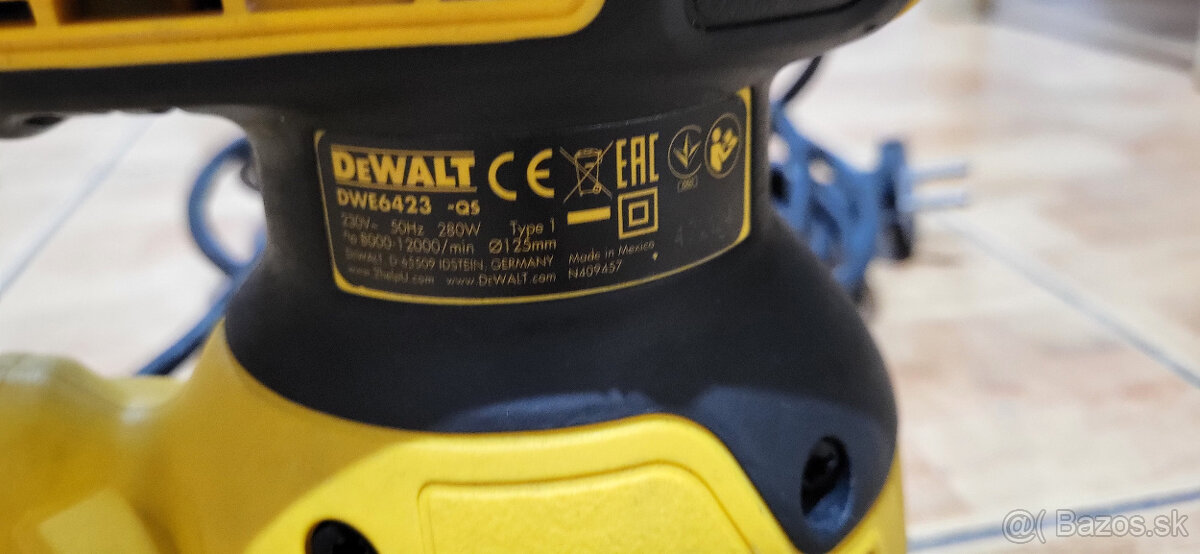 DEWALT
CE
EAC
DWE6423 -QS
230V~ 50Hz 280W Type 1
8000-12000/min Ø125mm
DEWALT, D-65509 IDSTEIN, GERMANY
Made in Mexico
www.2helpU.com www.DEWALT.com N409457
@( Bazos.sk